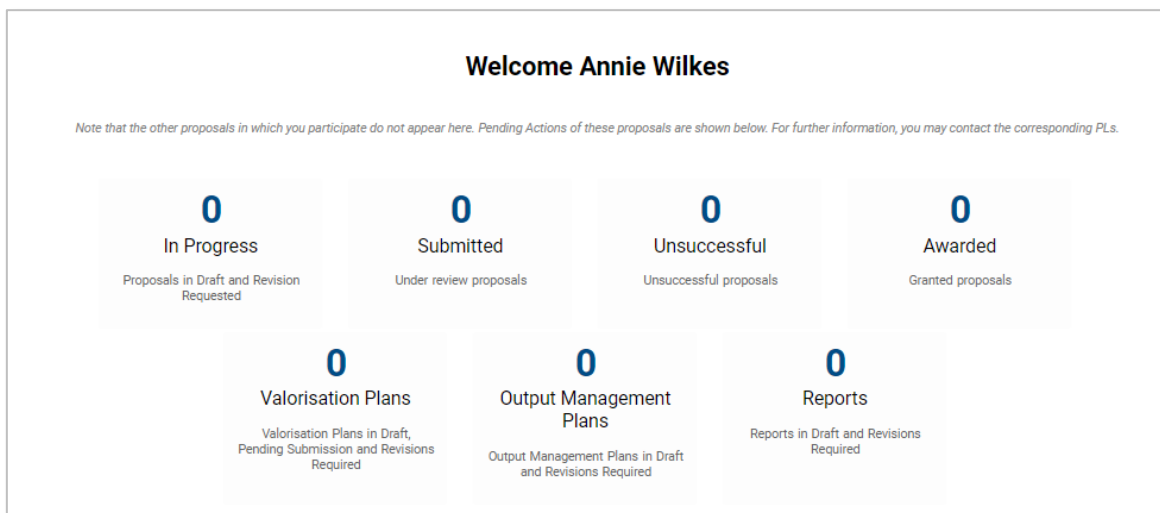 Welcome Annie Wilkes
Note that the other proposals in which you participate do not appear here. Pending Actions of these proposals are shown below. For further information, you may contact the corresponding PLs.
0
In Progress
Proposals in Draft and Revision
Requested
0
Submitted
Under review proposals
0
Unsuccessful
Unsuccessful proposals
0
Awarded
Granted proposals
0
Valorisation Plans
Valorisation Plans in Draft,
Pending Submission and Revisions
Required
0
Output Management
Plans
Output Management Plans in Draft
and Revisions Required
0
Reports
Reports in Draft and Revisions
Required